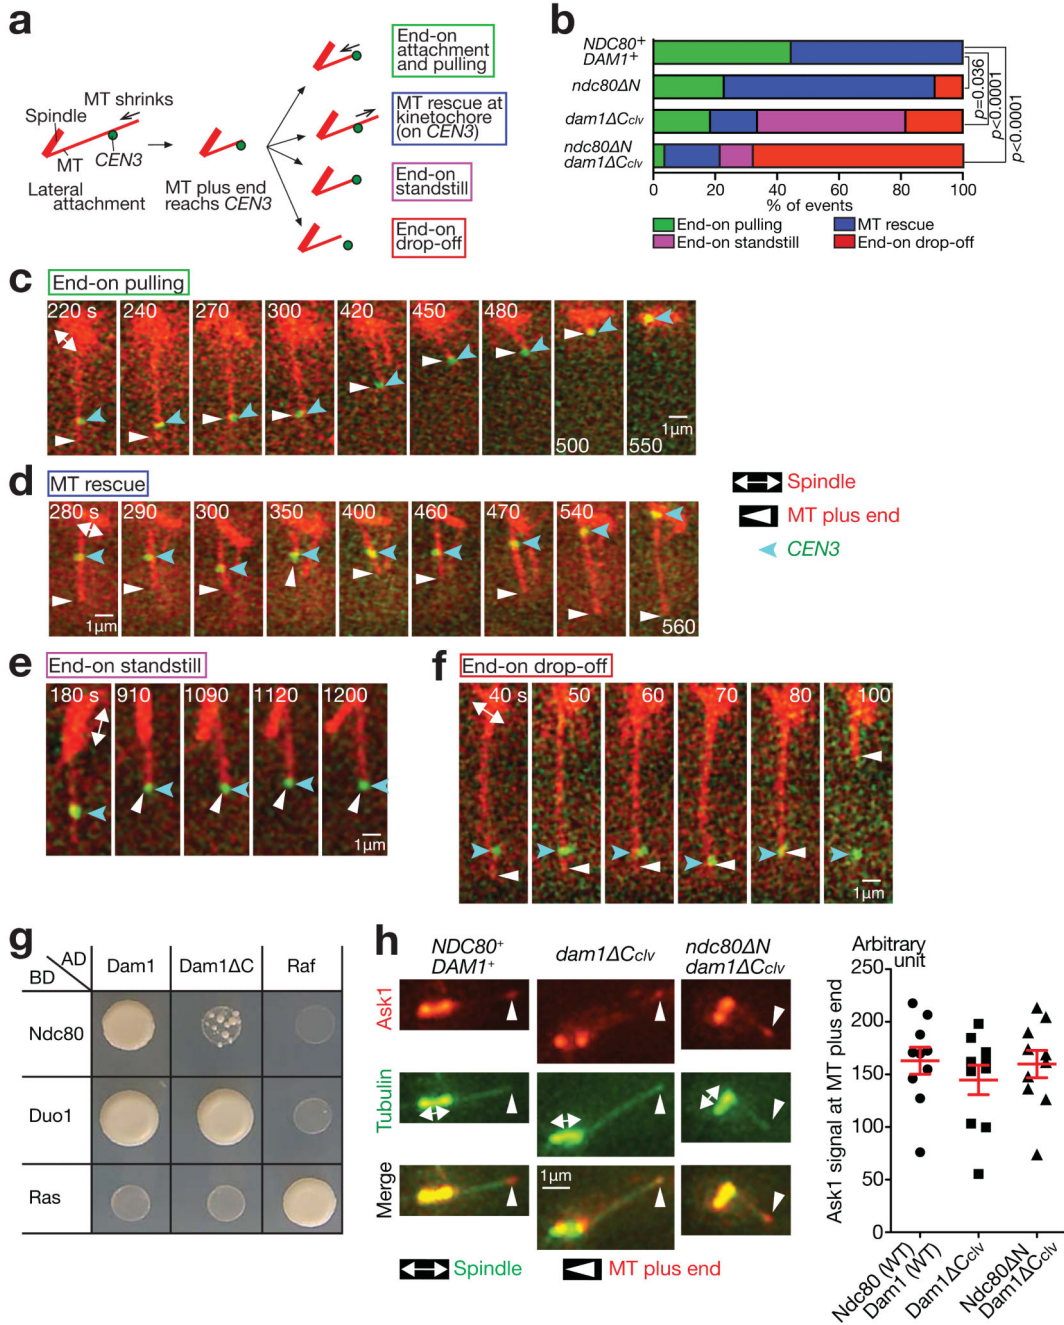 a
Spindle
MT shrinks
MT
CEN3
Lateral
attachment
MT plus end
reachs CEN3
End-on
attachment
and pulling
MT rescue at
kinetochore
(on CEN3)
End-on
standstill
End-on
drop-off
b
NDC80+
DAM1+
ndc80ΔN
dam1ΔCclv
ndc80ΔN
dam1ΔCclv
p=0.036
p<0.0001
p<0.0001
0 20 40 60 80 100
% of events
End-on pulling
MT rescue
End-on standstill
End-on drop-off
c
End-on pulling
220 s 240 270 300 420 450 480
500 550
1μm
d
MT rescue
280 s 290 300 350 400 460 470 540
560
1μm
Spindle
MT plus end
CEN3
e
End-on standstill
180 s 910 1090 1120 1200
1μm
f
End-on drop-off
40 s 50 60 70 80 100
1μm
g
AD
BD
Dam1 Dam1ΔC Raf
Ndc80
Duo1
Ras
h
NDC80+
DAM1+
dam1ΔCclv
ndc80ΔN
dam1ΔCclv
Ask1
Tubulin
Merge
1μm
Spindle
MT plus end
Arbitrary
unit
Ask1 signal at MT plus end
250
200
150
100
50
0
Ndc80 (WT)
Dam1 (WT)
Dam1ΔCclv
Ndc80ΔN
Dam1ΔCclv